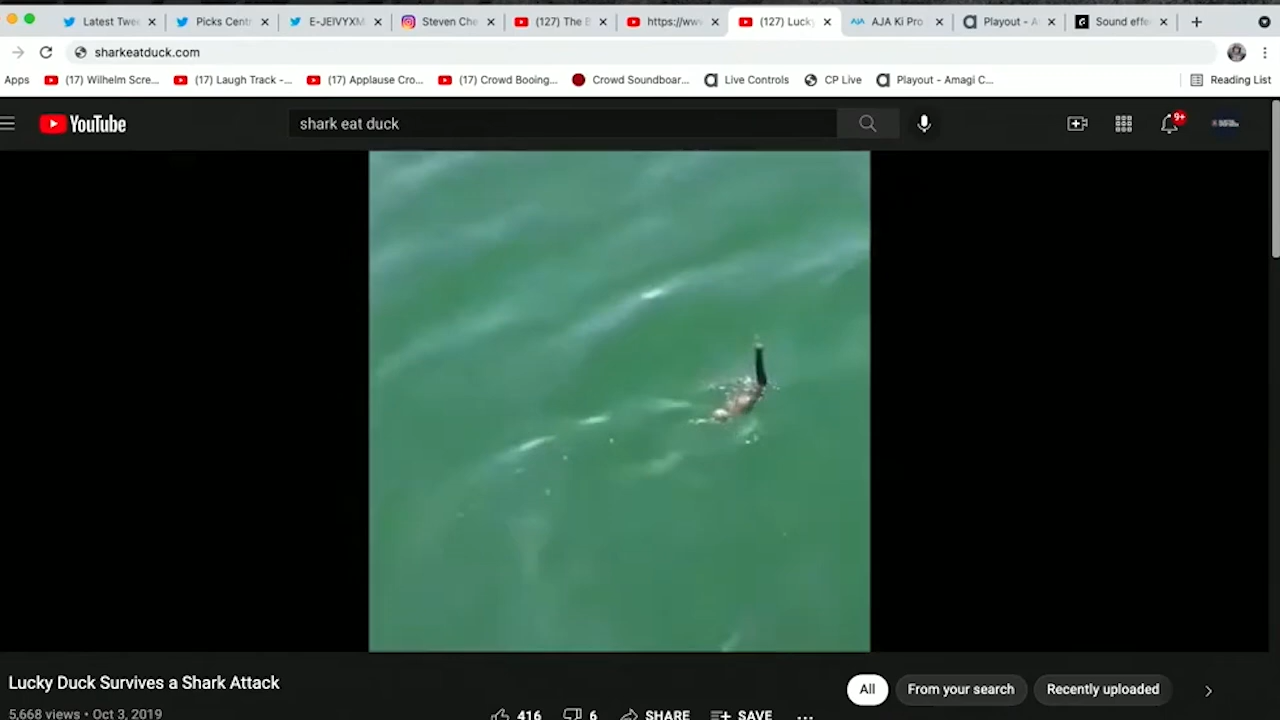 Latest Twee
Picks Cent
E-JEIVYXM
Steven Che
(127) The B
https://ww
(127) Lucky
AJA Ki Pro
Playout - A
Sound effe
sharkeatduck.com
Apps
(17) Wilhelm Scre...
(17) Laugh Track -...
(17) Applause Cro...
(17) Crowd Booing...
Crowd Soundboar...
Live Controls
CP Live
Playout - Amagi C...
Reading List
YouTube
shark eat duck
9+
Lucky Duck Survives a Shark Attack
All
From your search
Recently uploaded
5,668 views • Oct 3, 2019
416
6
SHARE
SAVE
...